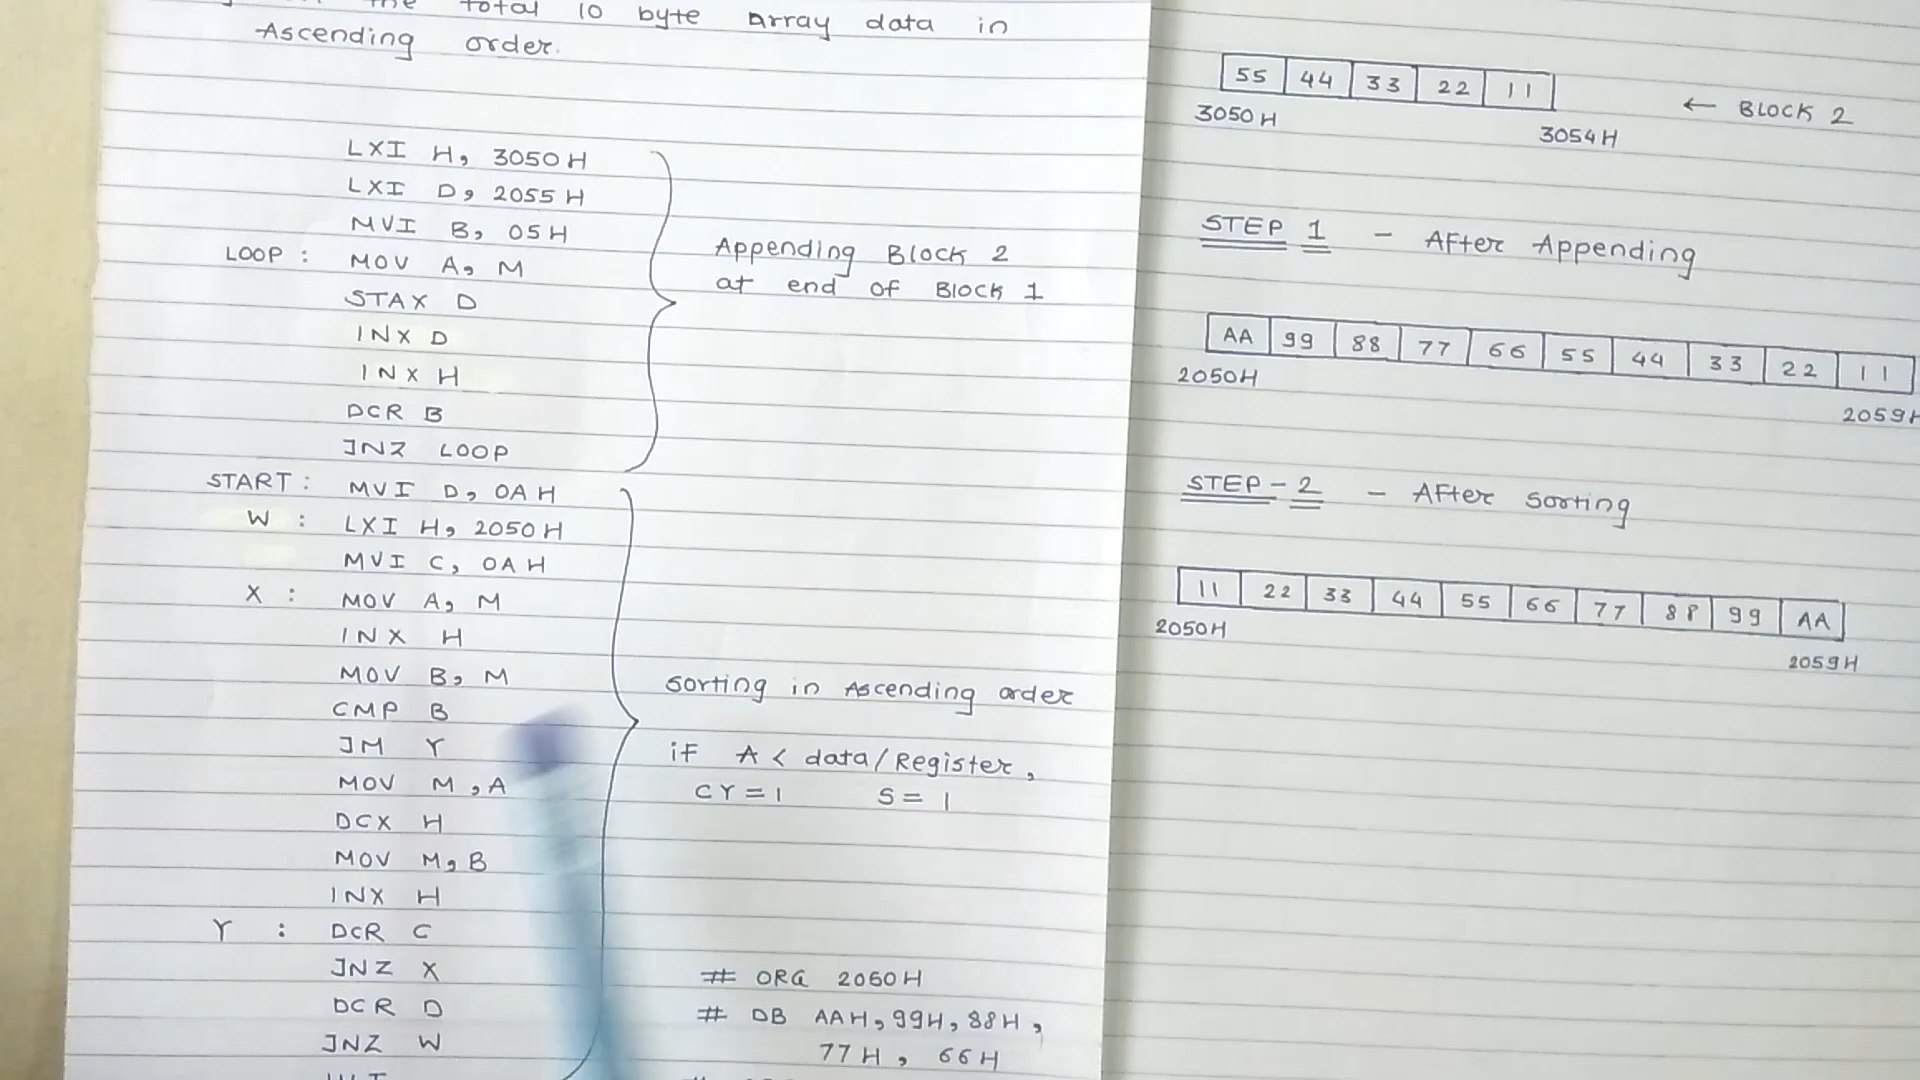 the total 10 byte array data in
Ascending order.
LXI H, 3050H
LXI D, 2055H
MVI B, 05H
LOOP : MOV A, M
STAX D
INX D
INX H
DCR B
JNZ LOOP
Appending Block 2
at end of Block 1
START : MVI D, 0AH
W : LXI H, 2050H
MVI C, 0AH
X : MOV A, M
INX H
MOV B, M
CMP B
JM Y
MOV M, A
DCX H
MOV M, B
INX H
Y : DCR C
JNZ X
DCR D
JNZ W
Sorting in Ascending order
if A < data/Register,
CY = 1 S = 1
# ORG 2050H
# DB AAH, 99H, 88H,
77H, 66H
55 44 33 22 11
3050H
3054H
← BLOCK 2
STEP 1 - After Appending
AA 99 88 77 66 55 44 33 22 11
2050H
2059H
STEP-2 - After sorting
11 22 33 44 55 66 77 88 99 AA
2050H
2059H